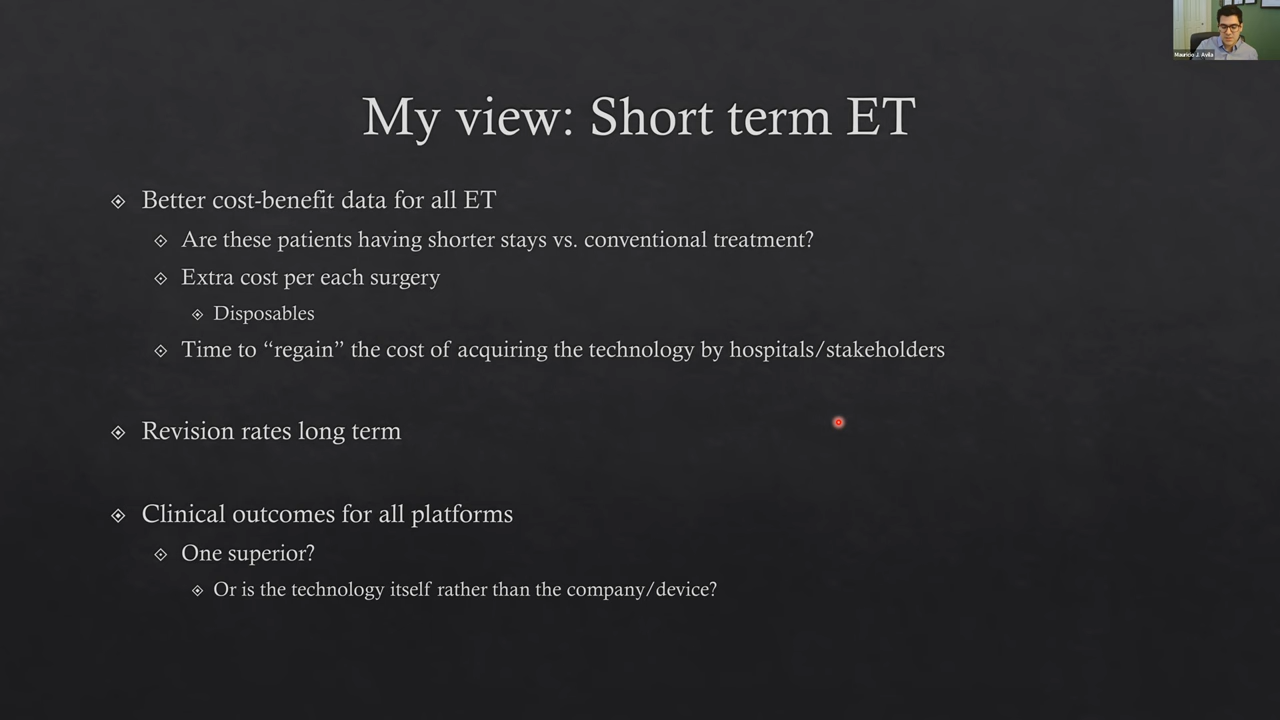 Mauricio J. Avila
My view: Short term ET
Better cost-benefit data for all ET
Are these patients having shorter stays vs. conventional treatment?
Extra cost per each surgery
Disposables
Time to “regain” the cost of acquiring the technology by hospitals/stakeholders
Revision rates long term
Clinical outcomes for all platforms
One superior?
Or is the technology itself rather than the company/device?